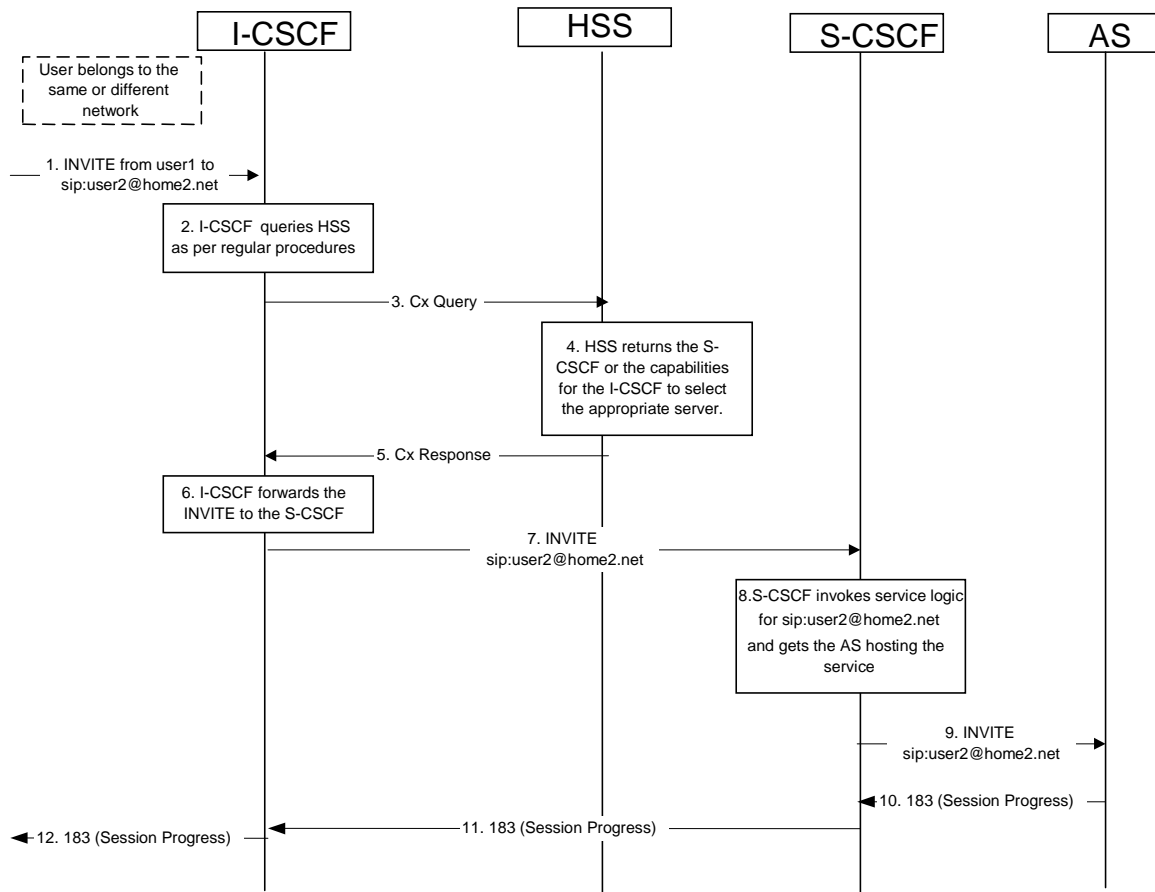 I-CSCF
HSS
S-CSCF
AS
User belongs to the
same or different
network
1. INVITE from user1 to
sip:user2@home2.net
2. I-CSCF queries HSS
as per regular procedures
3. Cx Query
4. HSS returns the S-
CSCF or the capabilities
for the I-CSCF to select
the appropriate server.
5. Cx Response
6. I-CSCF forwards the
INVITE to the S-CSCF
7. INVITE
sip:user2@home2.net
8.S-CSCF invokes service logic
for sip:user2@home2.net
and gets the AS hosting the
service
9. INVITE
sip:user2@home2.net
10. 183 (Session Progress)
11. 183 (Session Progress)
12. 183 (Session Progress)